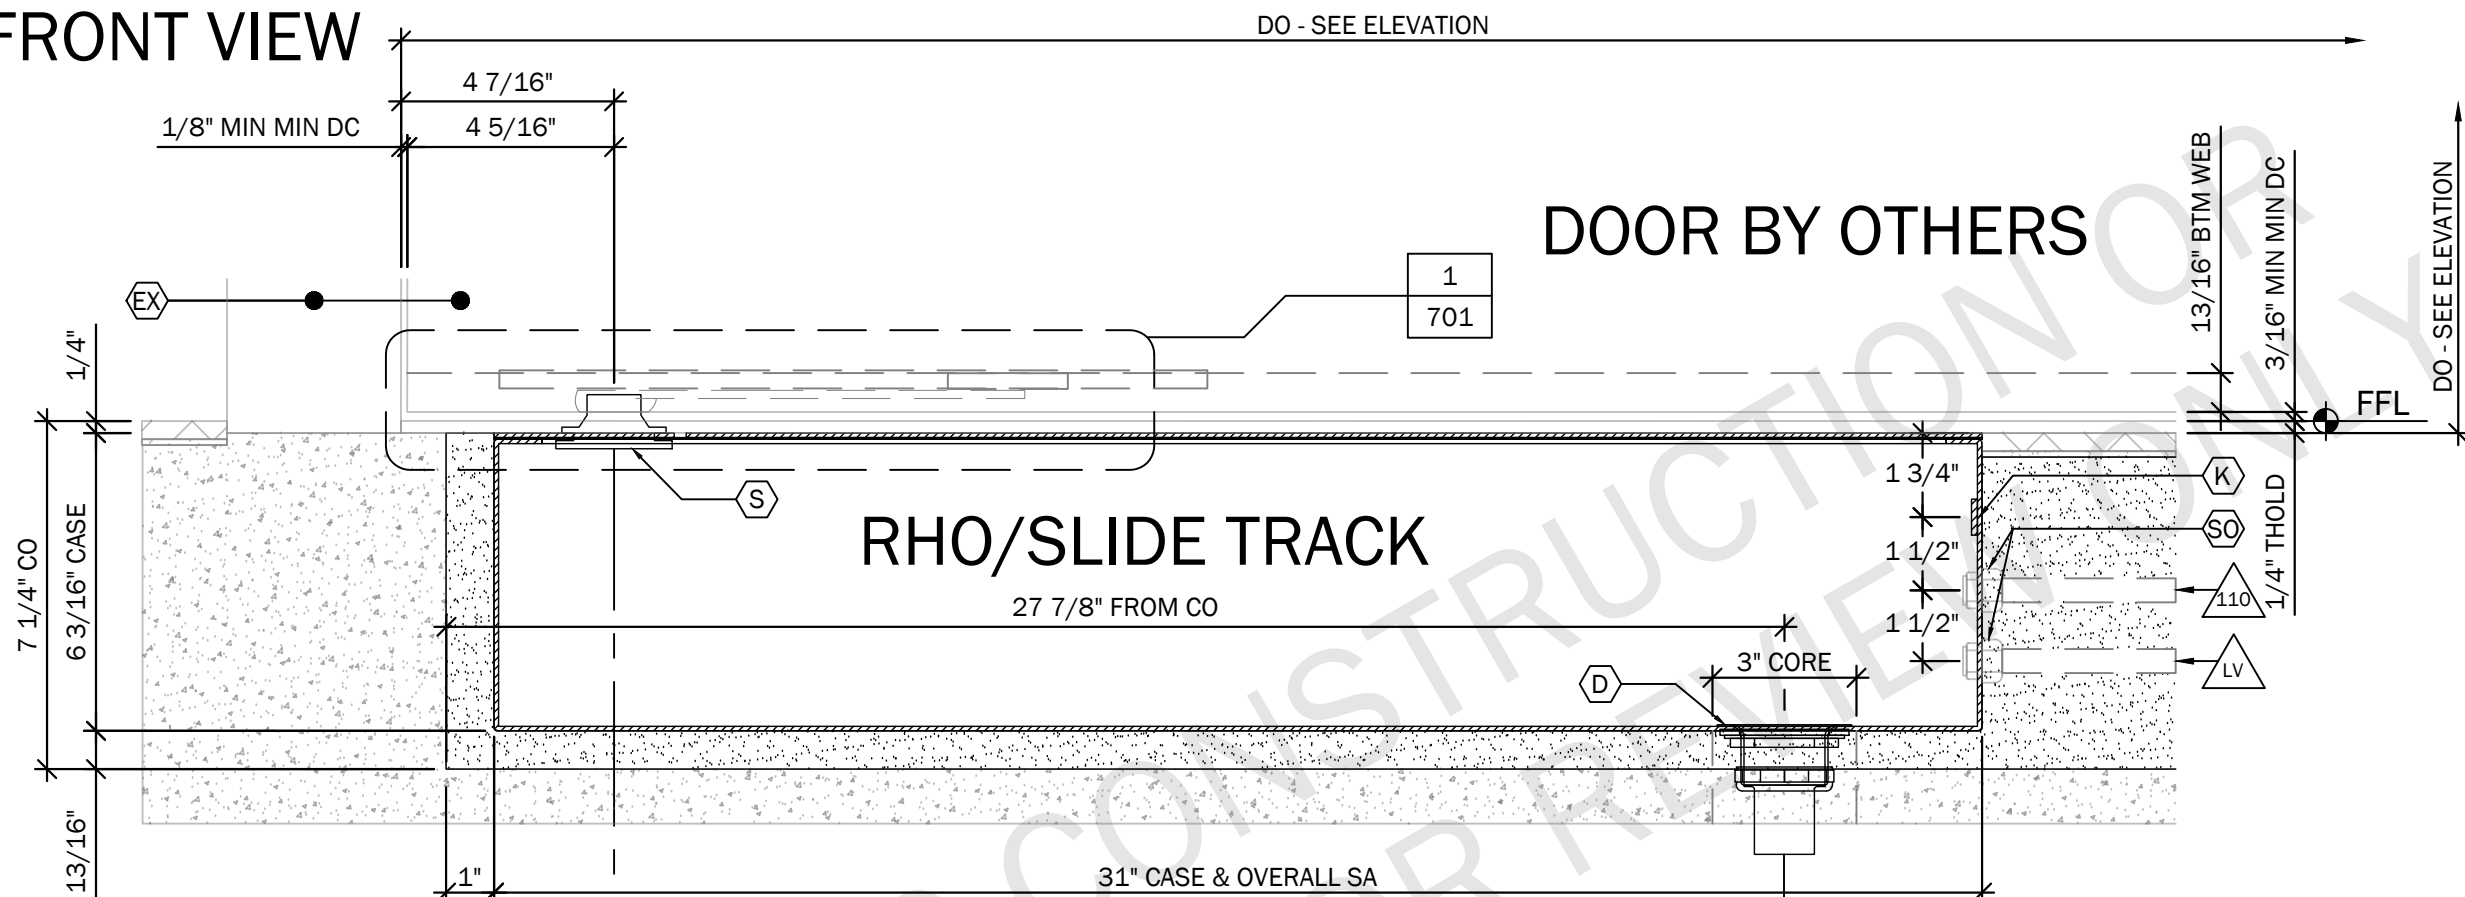 FRONT VIEW
DO - SEE ELEVATION
4 7/16"
1/8" MIN MIN DC
4 5/16"
DOOR BY OTHERS
13/16" BTM WEB
3/16" MIN MIN DC
DO - SEE ELEVATION
1
701
EX
1/4"
FFL
S
1 3/4"
K
RHO/SLIDE TRACK
SO
7 1/4" CO
6 3/16" CASE
1 1/2"
1/4" THOLD
27 7/8" FROM CO
110
1 1/2"
3" CORE
D
LV
13/16"
1"
31" CASE & OVERALL SA
CONSTRUCTION OR
OR REVIEW ONLY